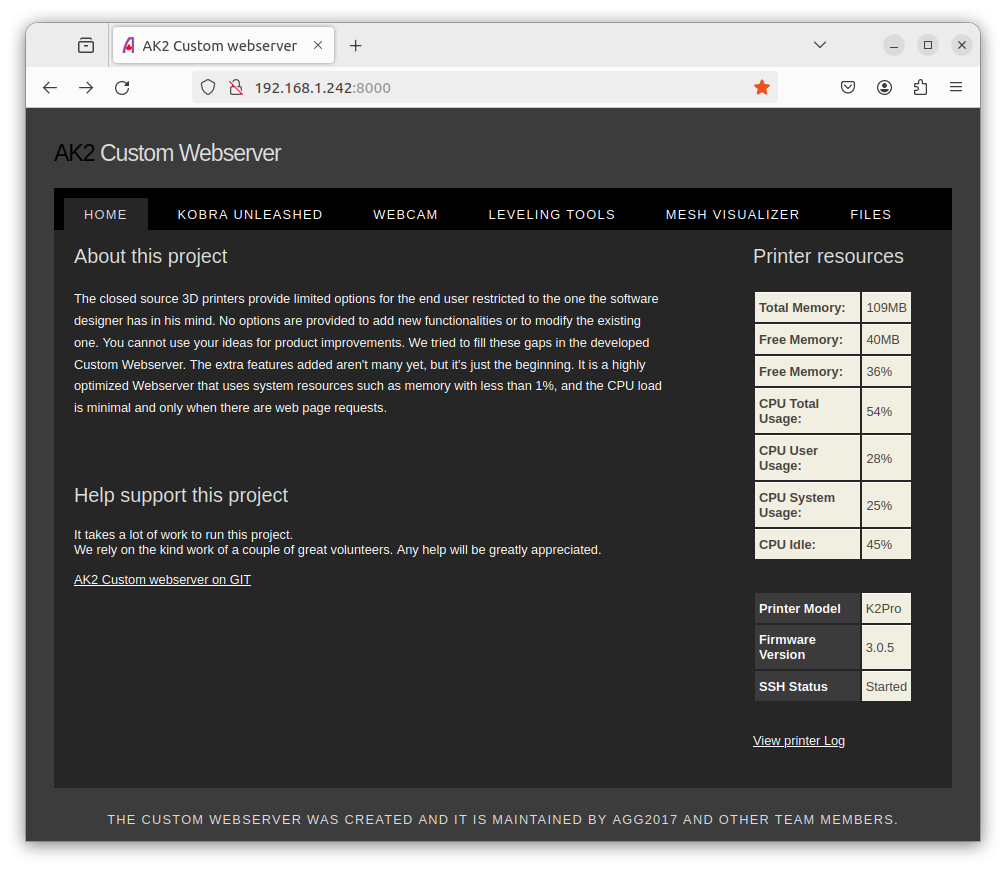 AK2 Custom webserver
192.168.1.242:8000
AK2 Custom Webserver
HOME KOBRA UNLEASHED WEBCAM LEVELING TOOLS MESH VISUALIZER FILES
About this project
The closed source 3D printers provide limited options for the end user restricted to the one the software
designer has in his mind. No options are provided to add new functionalities or to modify the existing
one. You cannot use your ideas for product improvements. We tried to fill these gaps in the developed
Custom Webserver. The extra features added aren't many yet, but it's just the beginning. It is a highly
optimized Webserver that uses system resources such as memory with less than 1%, and the CPU load
is minimal and only when there are web page requests.
Help support this project
It takes a lot of work to run this project.
We rely on the kind work of a couple of great volunteers. Any help will be greatly appreciated.
AK2 Custom webserver on GIT
Printer resources
Total Memory: 109MB
Free Memory: 40MB
Free Memory: 36%
CPU Total
Usage: 54%
CPU User
Usage: 28%
CPU System
Usage: 25%
CPU Idle: 45%
Printer Model K2Pro
Firmware
Version 3.0.5
SSH Status Started
View printer Log
THE CUSTOM WEBSERVER WAS CREATED AND IT IS MAINTAINED BY AGG2017 AND OTHER TEAM MEMBERS.